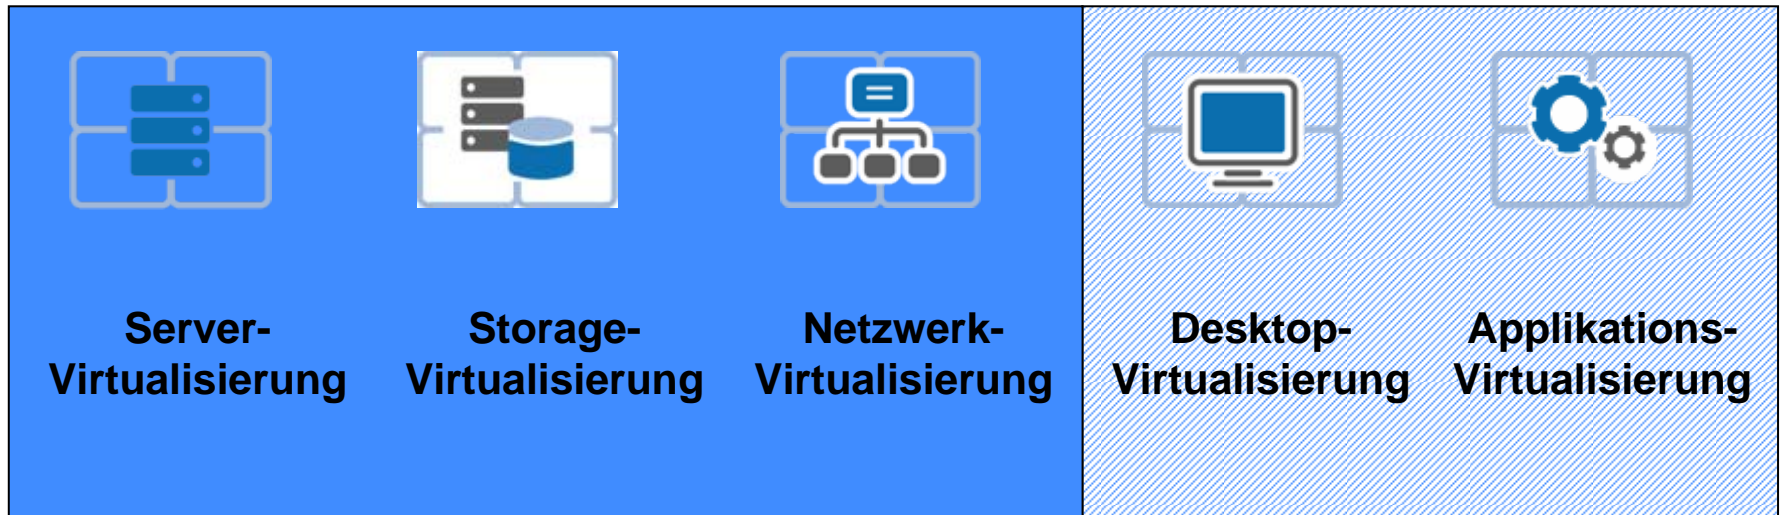 Server-
Virtualisierung
Storage-
Virtualisierung
Netzwerk-
Virtualisierung
Desktop-
Virtualisierung
Applikations-
Virtualisierung